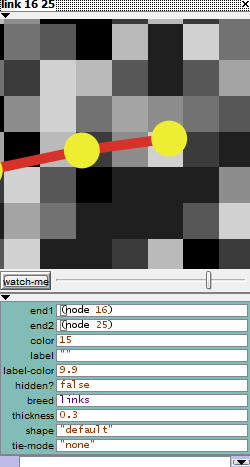 link 16 25
watch-me
end1 (node 16)
end2 (node 25)
color 15
label ""
label-color 9.9
hidden? false
breed links
thickness 0.3
shape "default"
tie-mode "none"